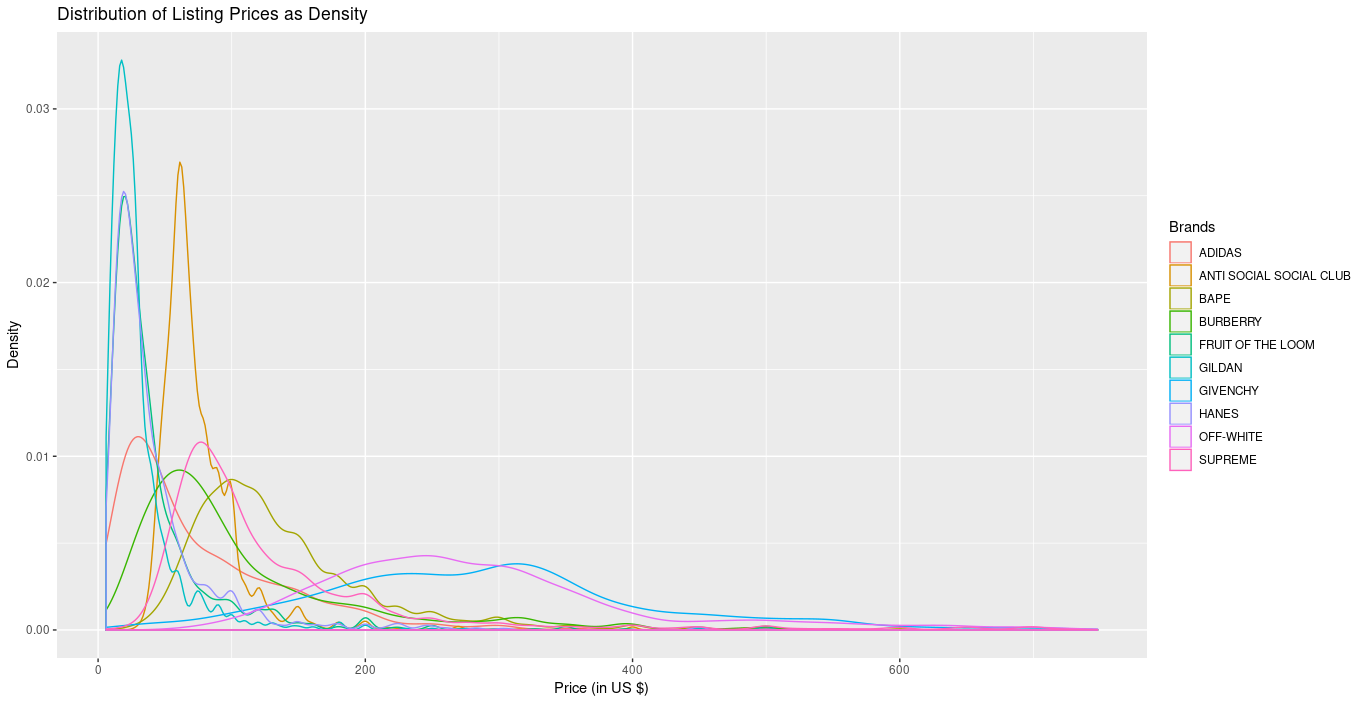 Distribution of Listing Prices as Density
0.03
0.02
0.01
0.00
Density
0
200
400
600
Price (in US $)
Brands
ADIDAS
ANTI SOCIAL SOCIAL CLUB
BAPE
BURBERRY
FRUIT OF THE LOOM
GILDAN
GIVENCHY
HANES
OFF-WHITE
SUPREME